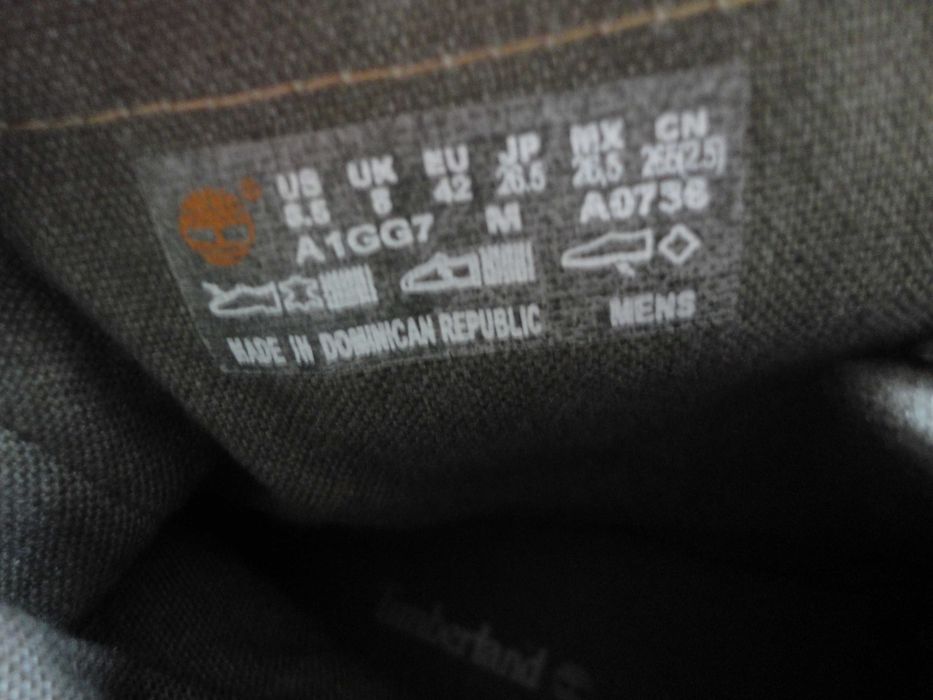 US UK EU JP MX CN
8.5 8 42 26.5 26,5 265(2.5)
A1GG7 M A0736
MADE IN DOMINICAN REPUBLIC MENS
Timberland